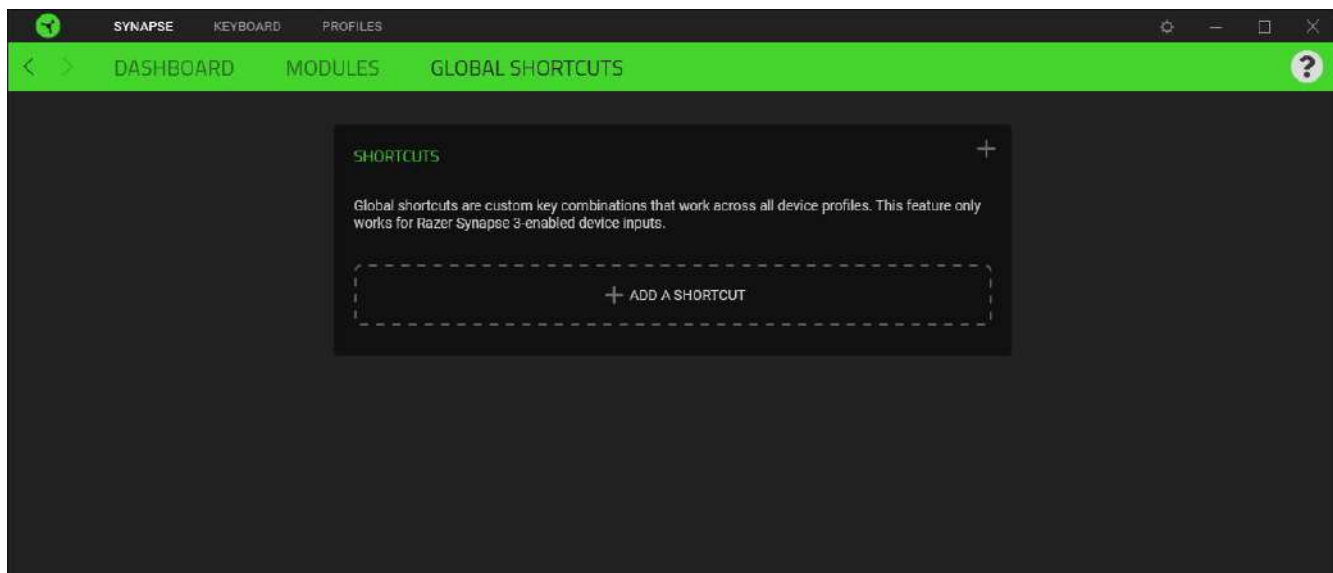 SYNAPSE KEYBOARD PROFILES
DASHBOARD MODULES GLOBAL SHORTCUTS ?
SHORTCUTS
Global shortcuts are custom key combinations that work across all device profiles. This feature only
works for Razer Synapse 3-enabled device inputs.
ADD A SHORTCUT